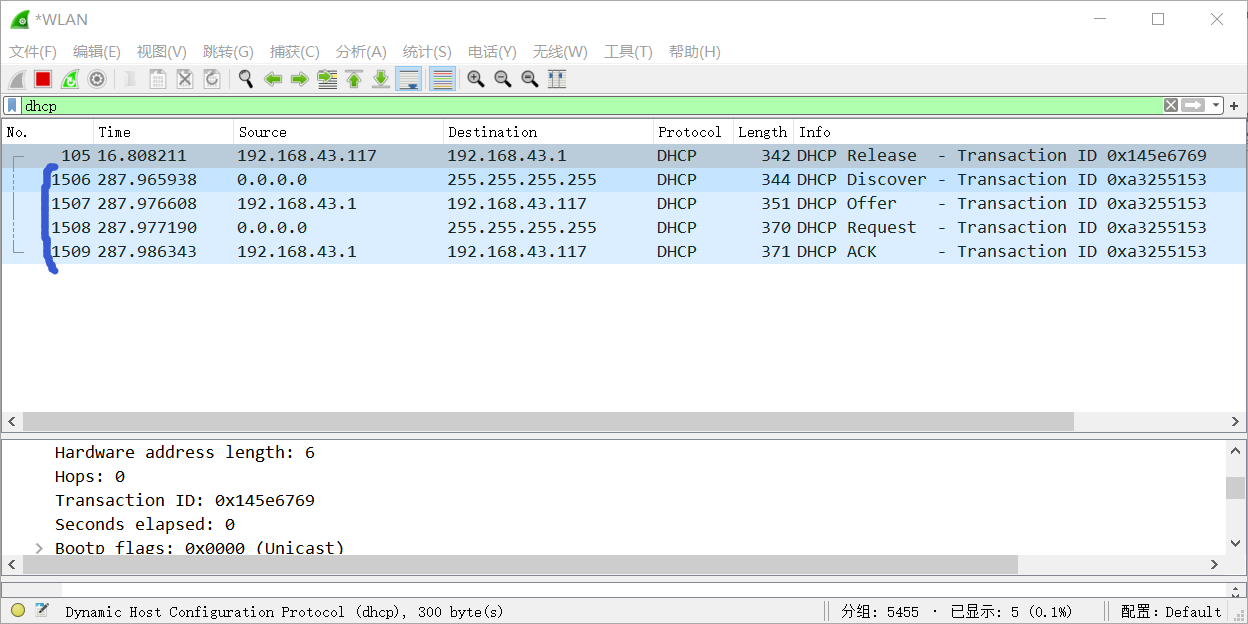 *WLAN
文件(F) 编辑(E) 视图(V) 跳转(G) 捕获(C) 分析(A) 统计(S) 电话(Y) 无线(W) 工具(T) 帮助(H)
dhcp
No. Time Source Destination Protocol Length Info
105 16.808211 192.168.43.117 192.168.43.1 DHCP 342 DHCP Release - Transaction ID 0x145e6769
1506 287.965938 0.0.0.0 255.255.255.255 DHCP 344 DHCP Discover - Transaction ID 0xa3255153
1507 287.976608 192.168.43.1 192.168.43.117 DHCP 351 DHCP Offer - Transaction ID 0xa3255153
1508 287.977190 0.0.0.0 255.255.255.255 DHCP 370 DHCP Request - Transaction ID 0xa3255153
1509 287.986343 192.168.43.1 192.168.43.117 DHCP 371 DHCP ACK - Transaction ID 0xa3255153
Hardware address length: 6
Hops: 0
Transaction ID: 0x145e6769
Seconds elapsed: 0
Bootp flags: 0x0000 (Unicast)
Dynamic Host Configuration Protocol (dhcp), 300 byte(s) 分组: 5455 · 已显示: 5 (0.1%) 配置: Default